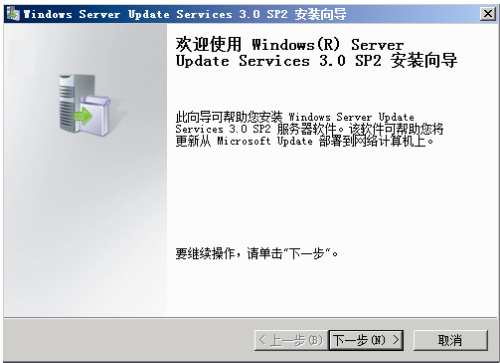 Windows Server Update Services 3.0 SP2 安装向导
欢迎使用 Windows(R) Server
Update Services 3.0 SP2 安装向导
此向导可帮助您安装 Windows Server Update
Services 3.0 SP2 服务器软件。该软件可帮助您将
更新从 Microsoft Update 部署到网络计算机上。
要继续操作，请单击“下一步”。
<上一步(B) 下一步(N) > 取消